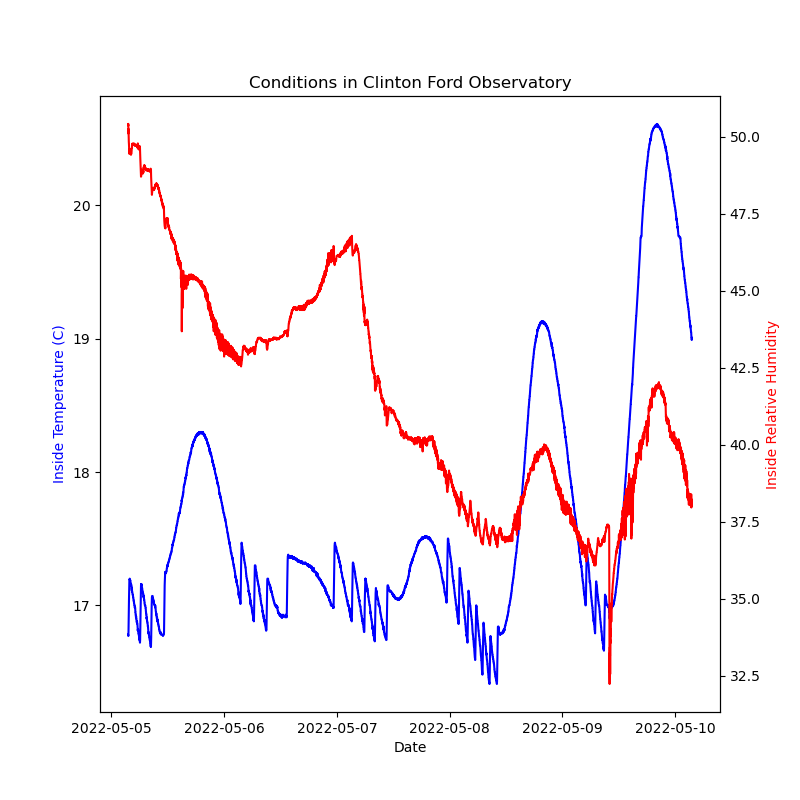 Conditions in Clinton Ford Observatory
Inside Temperature (C)
20
19
18
17
50.0
47.5
45.0
42.5
40.0
37.5
35.0
32.5
Inside Relative Humidity
2022-05-05 2022-05-06 2022-05-07 2022-05-08 2022-05-09 2022-05-10
Date